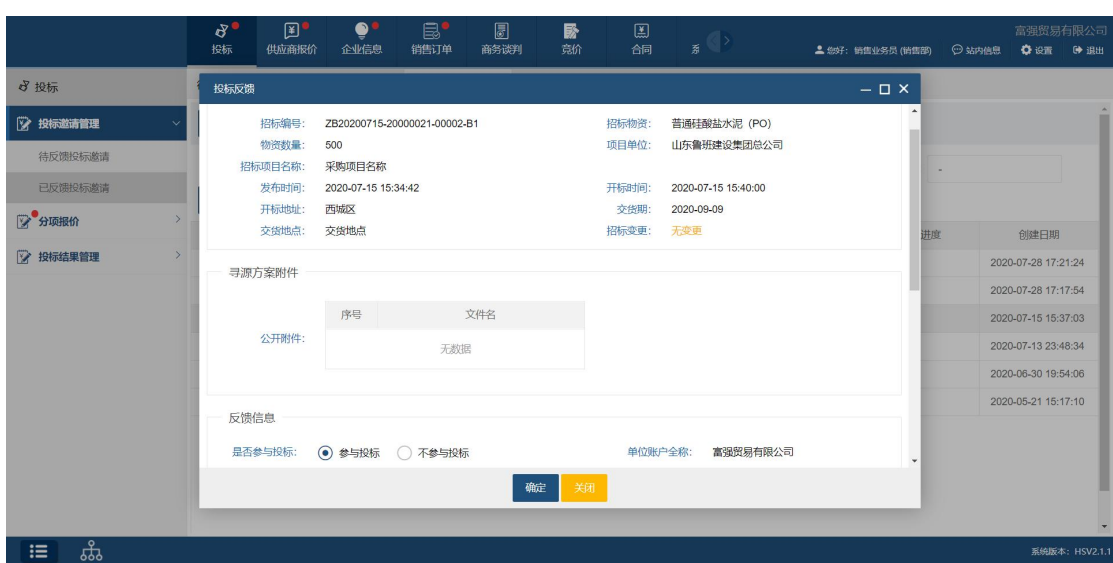 富强贸易有限公司
投标 供应商报价 企业信息 销售订单 商务谈判 竞价 合同
您好：销售业务员 (销售部) 站内信息 设置 退出
投标
投标邀请管理
待反馈投标邀请
已反馈投标邀请
分项报价
投标结果管理
投标反馈
招标编号： ZB20200715-20000021-00002-B1 招标物资： 普通硅酸盐水泥（PO）
物资数量： 500 项目单位： 山东鲁班建设集团总公司
招标项目名称： 采购项目名称
发布时间： 2020-07-15 15:34:42 开标时间： 2020-07-15 15:40:00
开标地址： 西城区 交货期： 2020-09-09
交货地点： 交货地点 招标变更： 无变更
寻源方案附件
序号 文件名
公开附件：
无数据
反馈信息
是否参与投标： 参与投标 不参与投标 单位账户全称： 富强贸易有限公司
确定 关闭
-
进度 创建日期
2020-07-28 17:21:24
2020-07-28 17:17:54
2020-07-15 15:37:03
2020-07-13 23:48:34
2020-06-30 19:54:06
2020-05-21 15:17:10
系统版本：HSV2.1.1